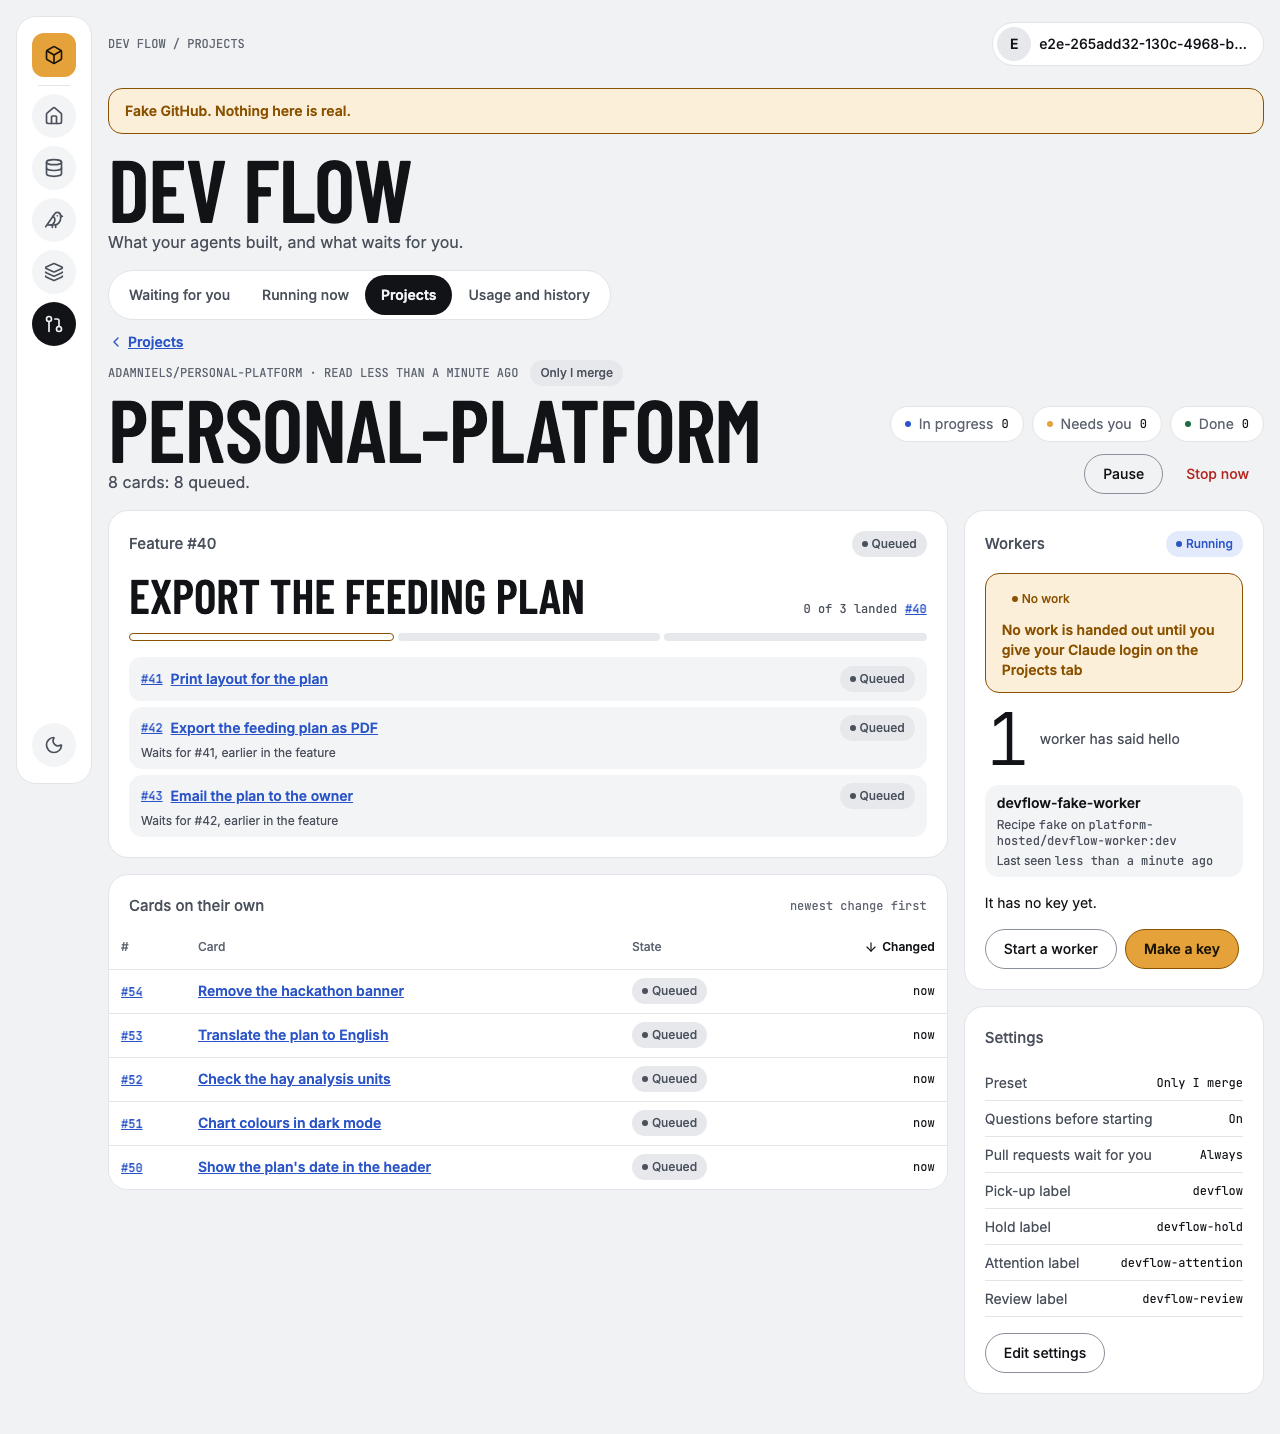 DEV FLOW / PROJECTS
E e2e-265add32-130c-4968-b...
Fake GitHub. Nothing here is real.
DEV FLOW
What your agents built, and what waits for you.
Waiting for you Running now Projects Usage and history
Projects
ADAMNIELS/PERSONAL-PLATFORM · READ LESS THAN A MINUTE AGO Only I merge
PERSONAL-PLATFORM
8 cards: 8 queued.
In progress 0 Needs you 0 Done 0
Pause Stop now
Feature #40 Queued
EXPORT THE FEEDING PLAN
0 of 3 landed #40
#41 Print layout for the plan Queued
#42 Export the feeding plan as PDF Queued
Waits for #41, earlier in the feature
#43 Email the plan to the owner Queued
Waits for #42, earlier in the feature
Cards on their own newest change first
# Card State Changed
#54 Remove the hackathon banner Queued now
#53 Translate the plan to English Queued now
#52 Check the hay analysis units Queued now
#51 Chart colours in dark mode Queued now
#50 Show the plan's date in the header Queued now
Workers Running
No work
No work is handed out until you
give your Claude login on the
Projects tab
1 worker has said hello
devflow-fake-worker
Recipe fake on platform-
hosted/devflow-worker:dev
Last seen less than a minute ago
It has no key yet.
Start a worker Make a key
Settings
Preset Only I merge
Questions before starting On
Pull requests wait for you Always
Pick-up label devflow
Hold label devflow-hold
Attention label devflow-attention
Review label devflow-review
Edit settings